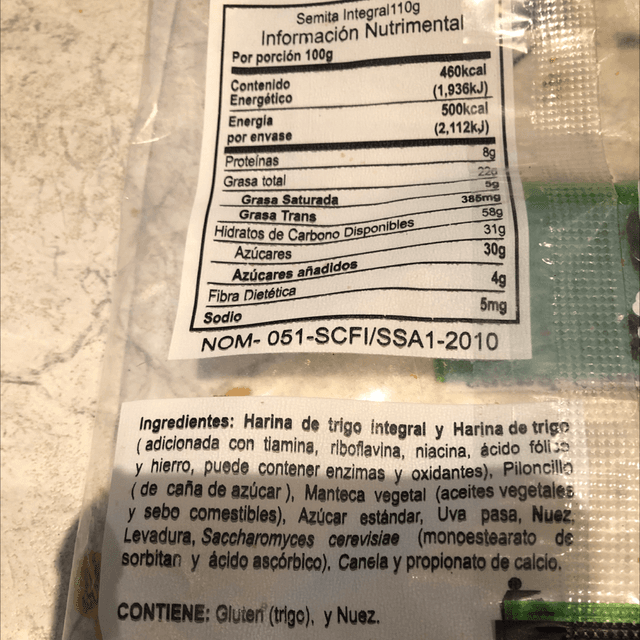 Semita Integral 110g
Información Nutrimental
Por porción 100g
Contenido Energético 460kcal (1,936kJ)
Energía por envase 500kcal (2,112kJ)
Proteínas 8g
Grasa total 22g
Grasa Saturada 5g
Grasa Trans 385mg
Hidratos de Carbono Disponibles 58g
Azúcares 31g
Azúcares añadidos 30g
Fibra Dietética 4g
Sodio 5mg
NOM- 051-SCFI/SSA1-2010
Ingredientes: Harina de trigo integral y Harina de trigo
( adicionada con tiamina, riboflavina, niacina, ácido fólico
y hierro, puede contener enzimas y oxidantes), Piloncillo
( de caña de azúcar ), Manteca vegetal (aceites vegetales
y sebo comestibles), Azúcar estándar, Uva pasa, Nuez,
Levadura, Saccharomyces cerevisiae (monoestearato de
sorbitan y ácido ascórbico), Canela y propionato de calcio.
CONTIENE: Gluten (trigo), y Nuez.